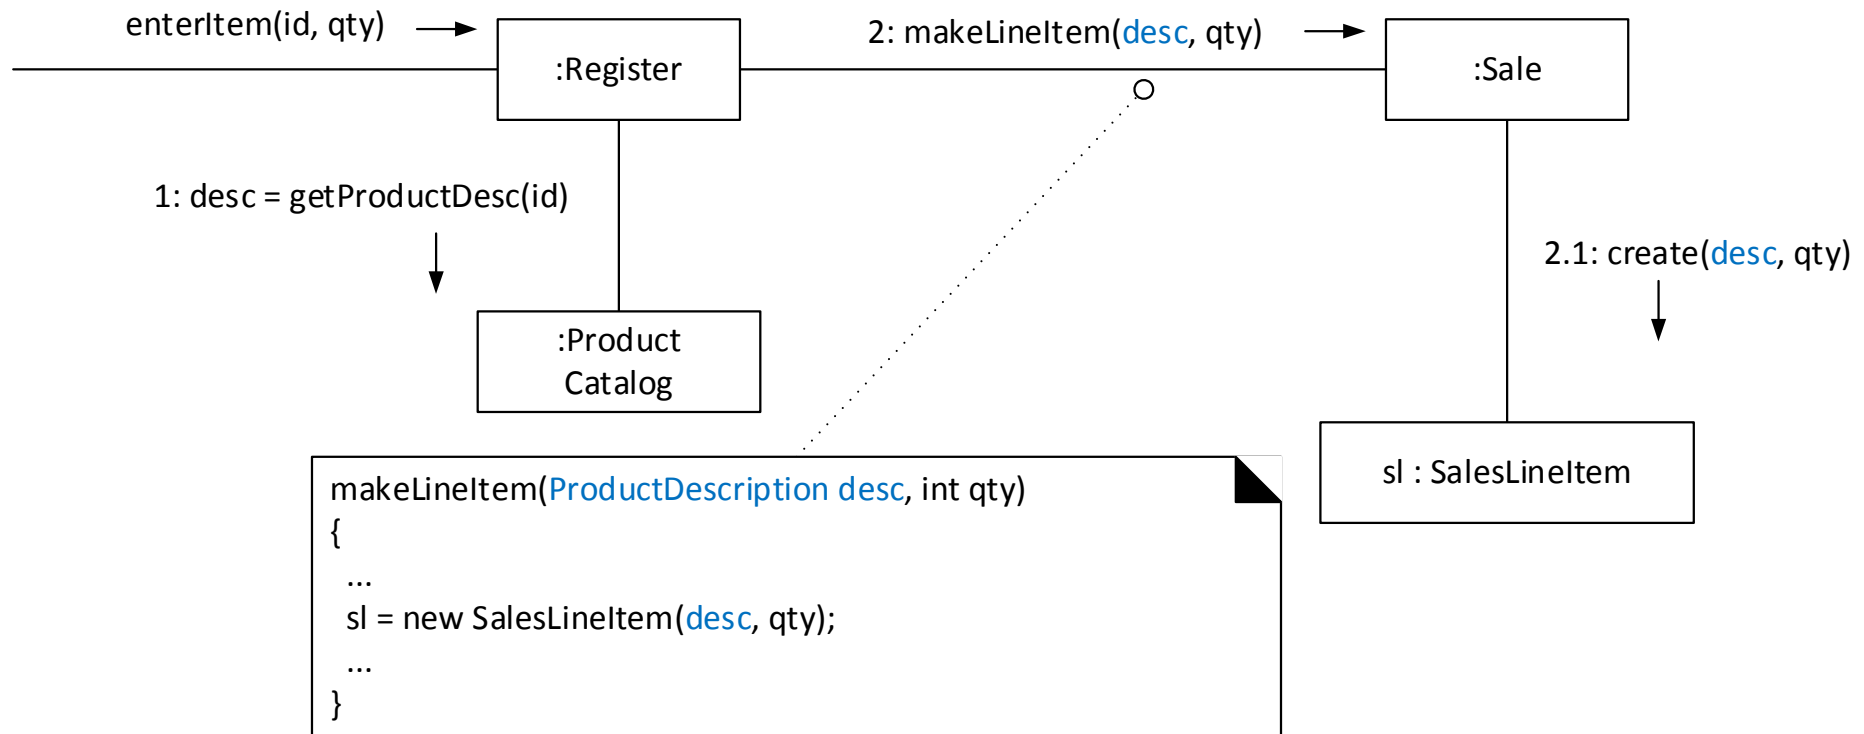 enterItem(id, qty)
2: makeLineItem(desc, qty)
:Register
:Sale
1: desc = getProductDesc(id)
2.1: create(desc, qty)
:Product
Catalog
sl : SalesLineItem
makeLineItem(ProductDescription desc, int qty)
{
...
sl = new SalesLineItem(desc, qty);
...
}